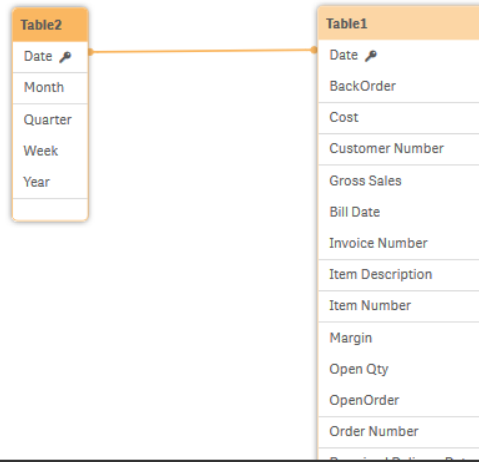 Table2
Date
Month
Quarter
Week
Year
Table1
Date
BackOrder
Cost
Customer Number
Gross Sales
Bill Date
Invoice Number
Item Description
Item Number
Margin
Open Qty
OpenOrder
Order Number